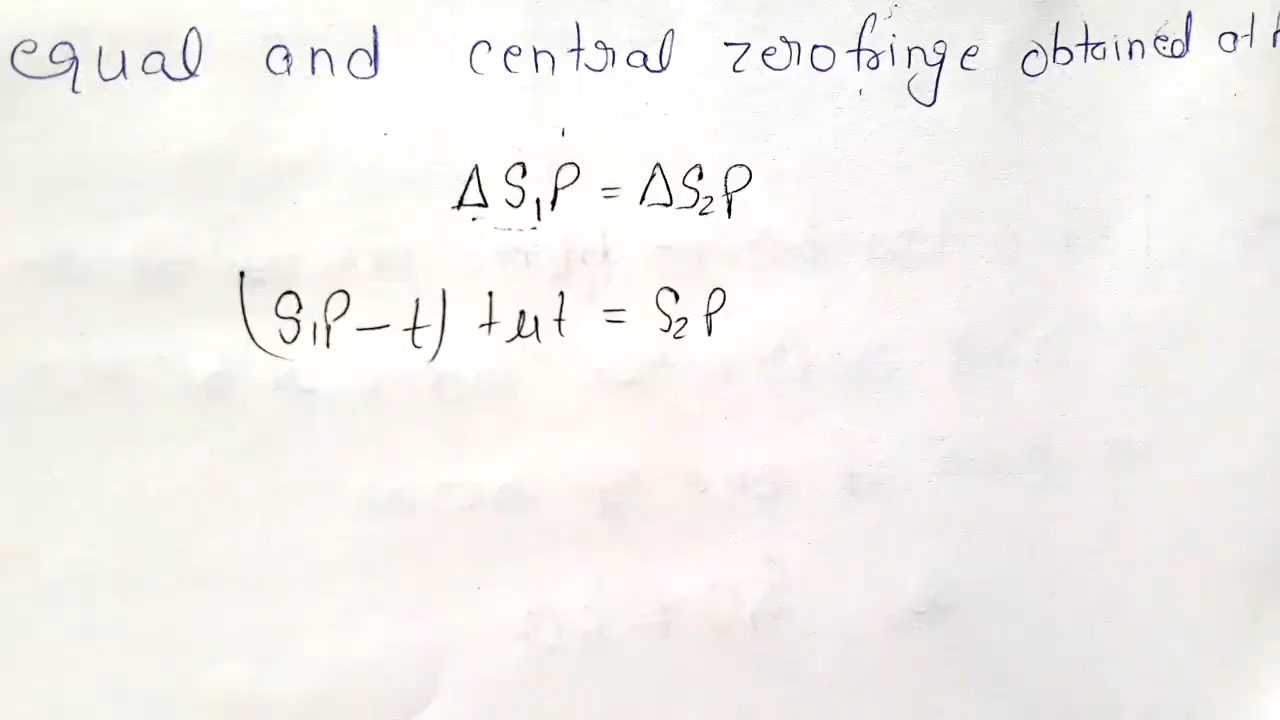 equal and central zero fringe obtained at
ΔS₁P = ΔS₂P
(S₁P – t) + μt = S₂P